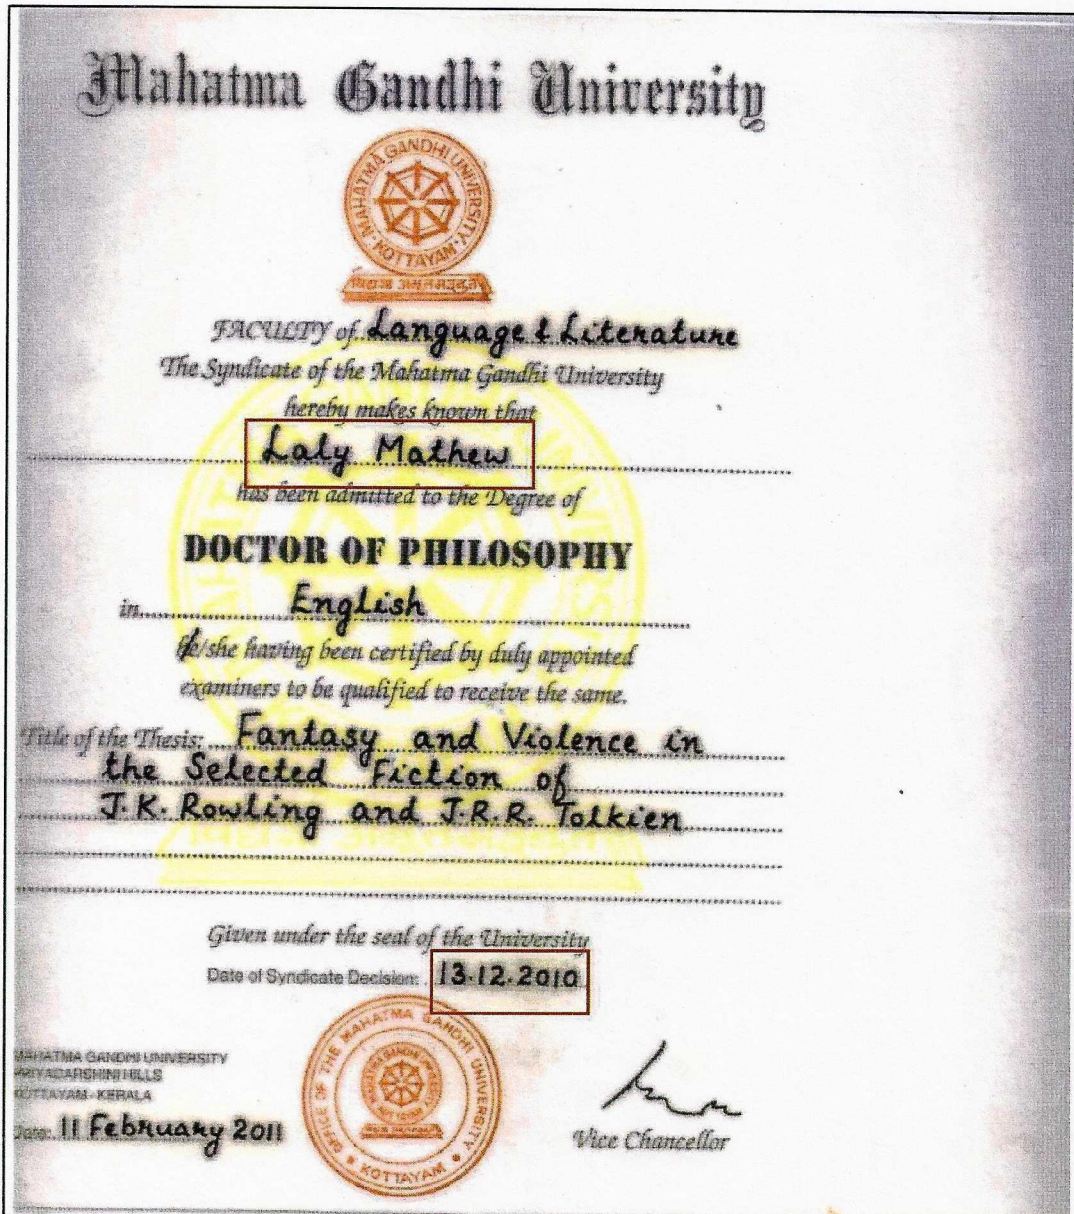 Mahatma Gandhi University
MAHATMA GANDHI UNIVERSITY
KOTTAYAM
FACULTY of Language & Literature
The Syndicate of the Mahatma Gandhi University
hereby makes known that
Laly Mathew
has been admitted to the Degree of
DOCTOR OF PHILOSOPHY
in English
he/she having been certified by duly appointed
examiners to be qualified to receive the same.
Title of the Thesis: Fantasy and Violence in
the Selected Fiction of
J.K. Rowling and J.R.R. Tolkien
Given under the seal of the University
Date of Syndicate Decision: 13.12.2010
OFFICE OF THE MAHATMA GANDHI UNIVERSITY
KOTTAYAM
MAHATMA GANDHI UNIVERSITY
PRIYADARSHINI HILLS
KOTTAYAM - KERALA
Date: 11 February 2011
Vice Chancellor